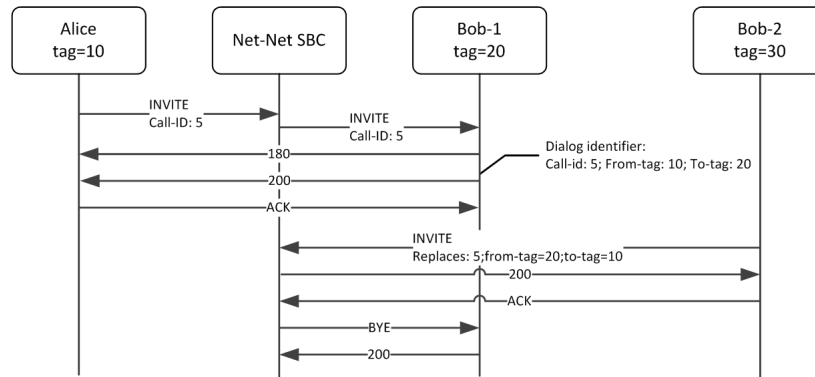 Alice
tag=10
Net-Net SBC
Bob-1
tag=20
Bob-2
tag=30
INVITE
Call-ID: 5
INVITE
Call-ID: 5
180
Dialog identifier:
Call-id: 5; From-tag: 10; To-tag: 20
200
ACK
INVITE
Replaces: 5;from-tag=20;to-tag=10
200
ACK
BYE
200